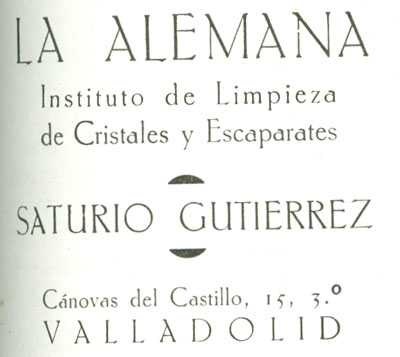 LA ALEMANA
Instituto de Limpieza
de Cristales y Escaparates
SATURIO GUTIERREZ
Cánovas del Castillo, 15, 3.º
VALLADOLID